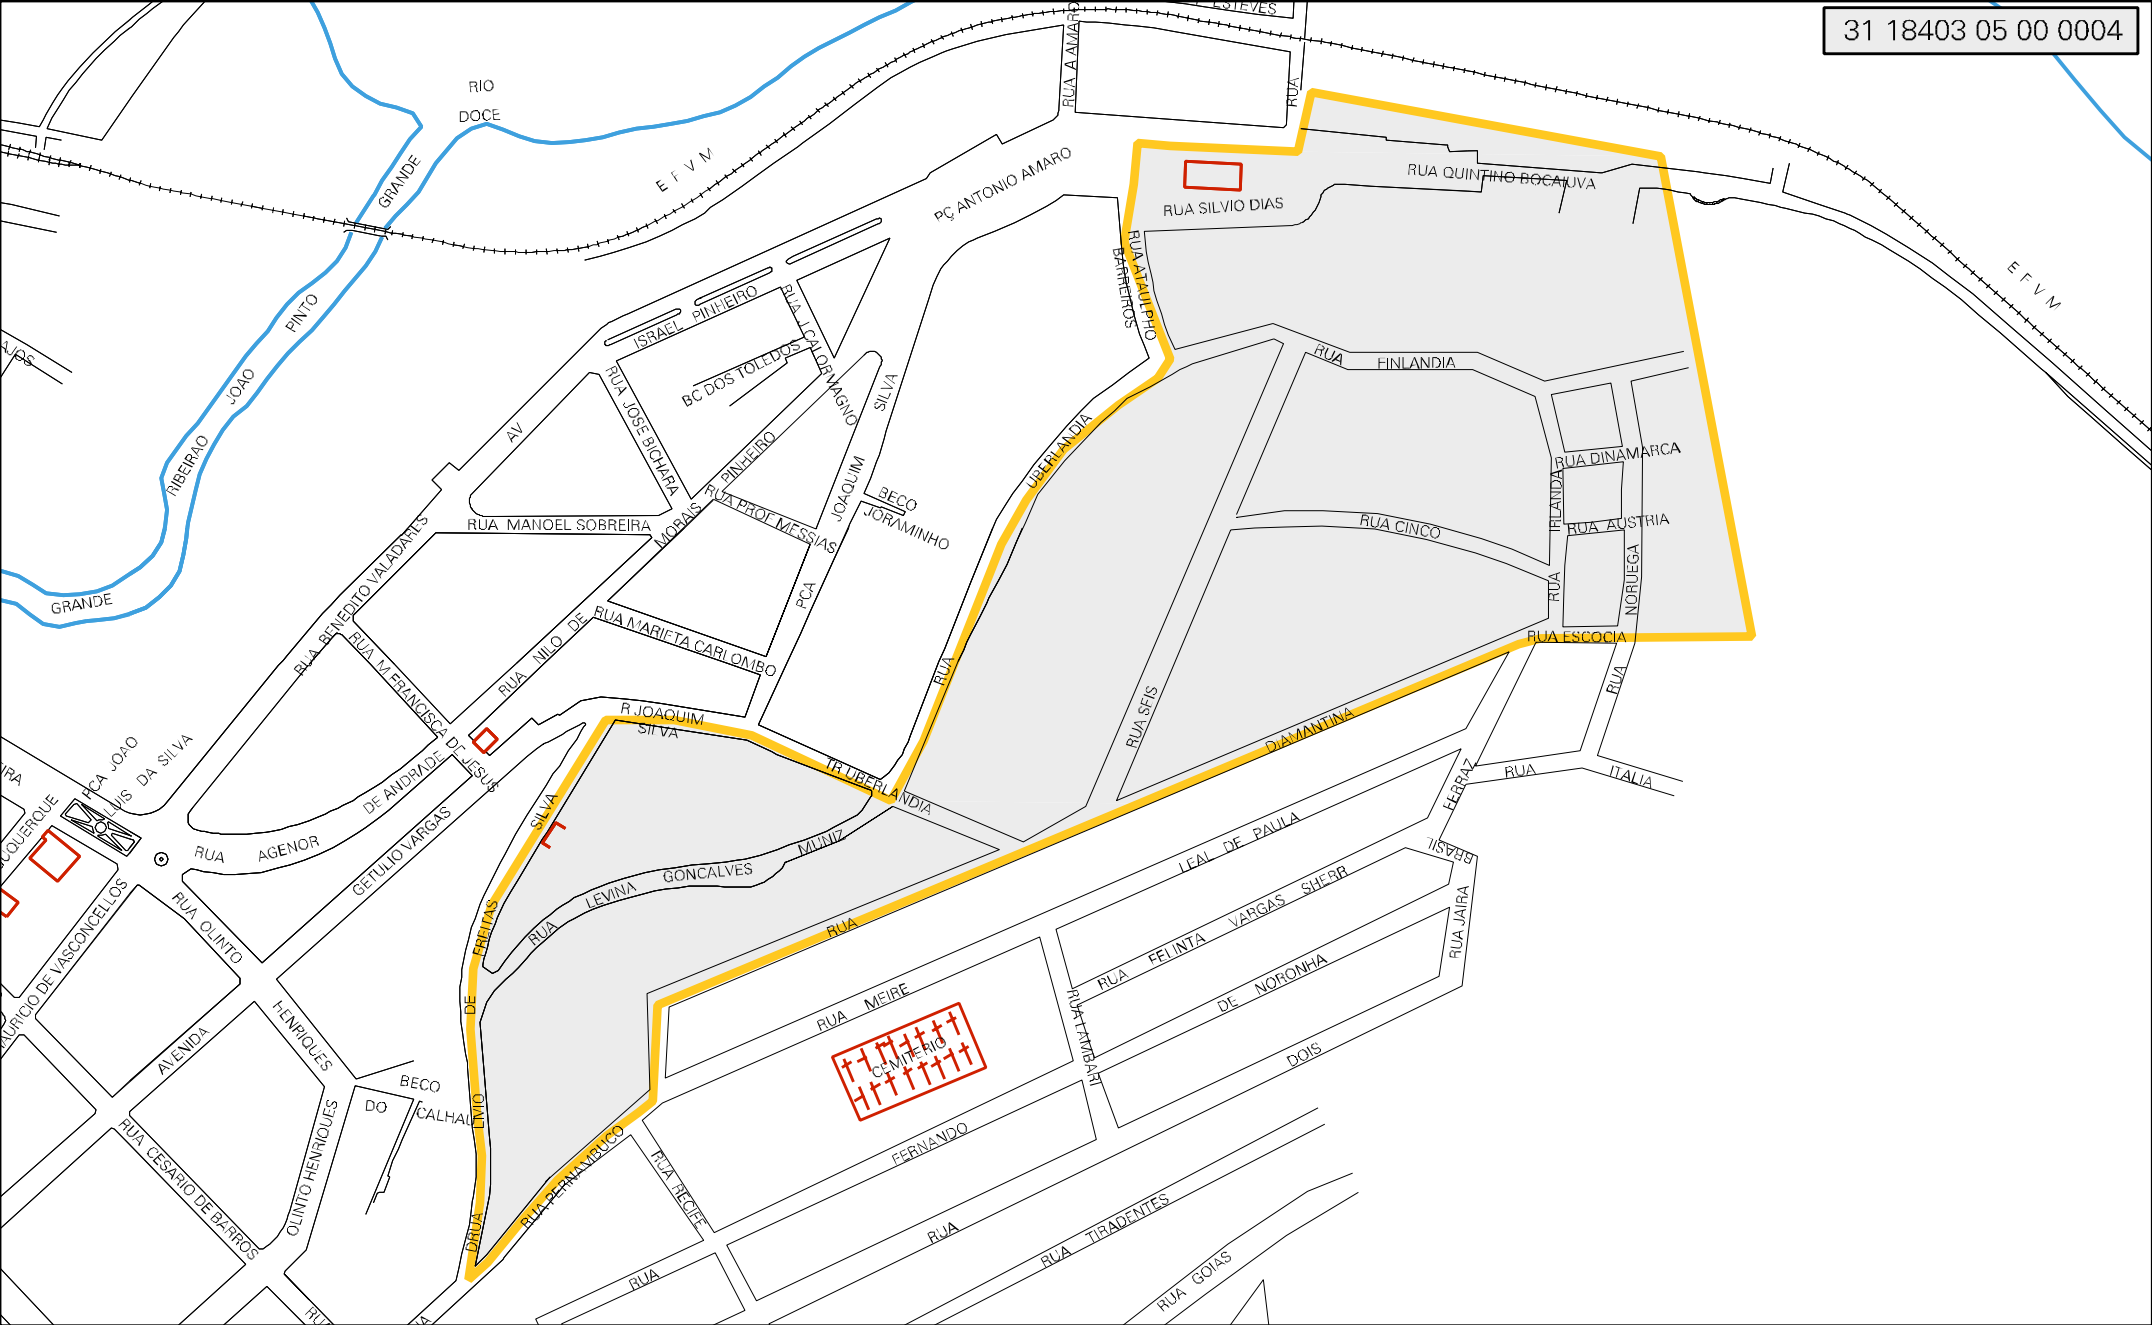 ESTEVES
31 18403 05 00 0004
RUA A AMARO
RUA
RIO
DOCE
GRANDE
E F V M
PÇ ANTONIO AMARO
RUA QUINTINO BOCAIUVA
RUA SILVIO DIAS
RUA ATAULPHO
BARREIROS
E F V M
PINTO
JOAO
RIBEIRAO
GRANDE
AJOS
ISRAEL PINHEIRO
RUA J CALORMAGNO
BC DOS TOLEDOS
RUA JOSE BICHARA
AV
SILVA
JOAQUIM
PCA
PINHEIRO
MORAIS
RUA NILO DE
RUA PROF MESSIAS
BECO
JORAMINHO
RUA MANOEL SOBREIRA
RUA BENEDITO VALADARES
RUA MARIETA CARLOMBO
RUA M FRANCISCA DE JESUS
UBERLANDIA
RUA
RUA FINLANDIA
RUA DINAMARCA
IRLANDA
RUA
RUA AUSTRIA
RUA CINCO
NORUEGA
RUA
RUA ESCOCIA
RUA SEIS
DIAMANTINA
RUA
R JOAQUIM
SILVA
TR UBERLANDIA
RUA ITALIA
FERRAZ
BRASIL
RUA JAIRA
PCA JOAO
LUIS DA SILVA
IRA
RUA AGENOR
DE ANDRADE
GETULIO VARGAS
AVENIDA
SILVA
FREITAS
DE
LIVIO
DRUA
RUA LEVINA GONCALVES MUNIZ
RUA MEIRE
LEAL DE PAULA
RUA FELINTA VARGAS SHERR
DE NORONHA
FERNANDO
RUA
RUA LAMBARI
CEMITERIO
RUA DOIS
RUA OLINTO
HENRIQUES
BECO
DO CALHAU
OLINTO HENRIQUES
RUA CESARIO DE BARROS
RUA PERNAMBUCO
RUA RECIFE
RUA TIRADENTES
RUA GOIAS
RUA